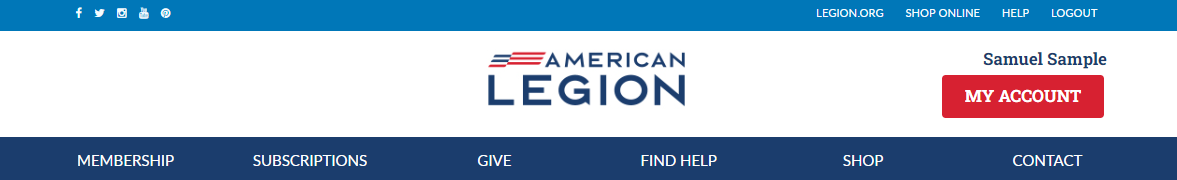 LEGION.ORG SHOP ONLINE HELP LOGOUT
AMERICAN
LEGION
Samuel Sample
MY ACCOUNT
MEMBERSHIP SUBSCRIPTIONS GIVE FIND HELP SHOP CONTACT